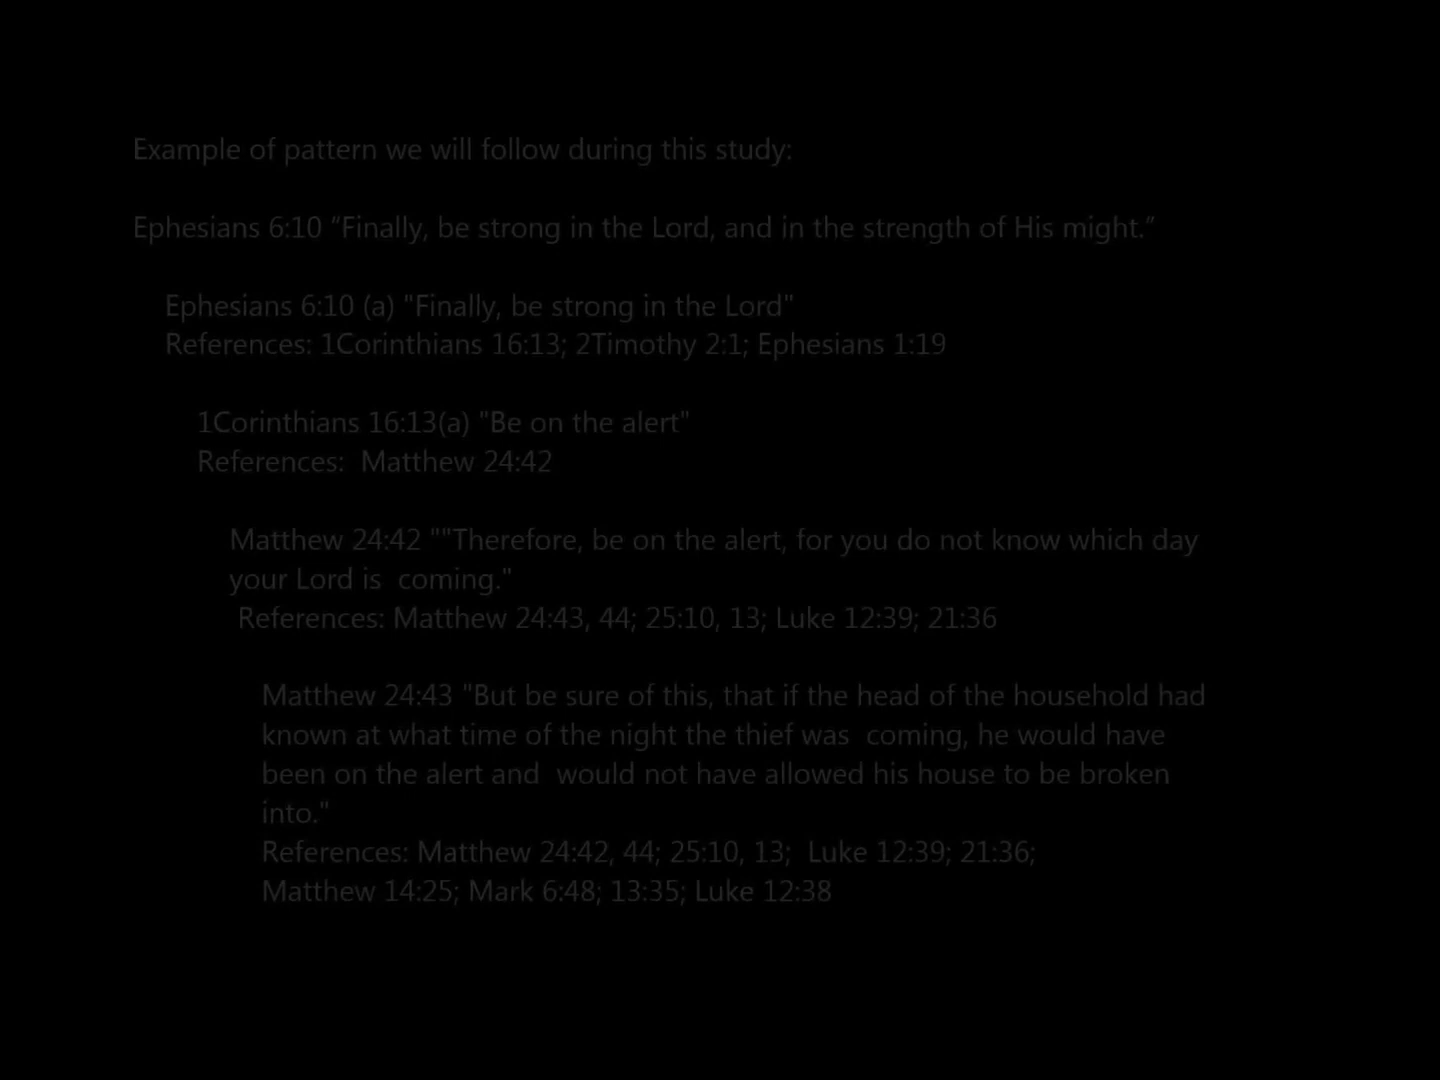 Example of pattern we will follow during this study:
Ephesians 6:10 “Finally, be strong in the Lord, and in the strength of His might.”
Ephesians 6:10 (a) "Finally, be strong in the Lord"
References: 1Corinthians 16:13; 2Timothy 2:1; Ephesians 1:19
1Corinthians 16:13(a) "Be on the alert"
References:  Matthew 24:42
Matthew 24:42 ""Therefore, be on the alert, for you do not know which day
your Lord is  coming."
References: Matthew 24:43, 44; 25:10, 13; Luke 12:39; 21:36
Matthew 24:43 "But be sure of this, that if the head of the household had
known at what time of the night the thief was  coming, he would have
been on the alert and  would not have allowed his house to be broken
into."
References: Matthew 24:42, 44; 25:10, 13;  Luke 12:39; 21:36;
Matthew 14:25; Mark 6:48; 13:35; Luke 12:38